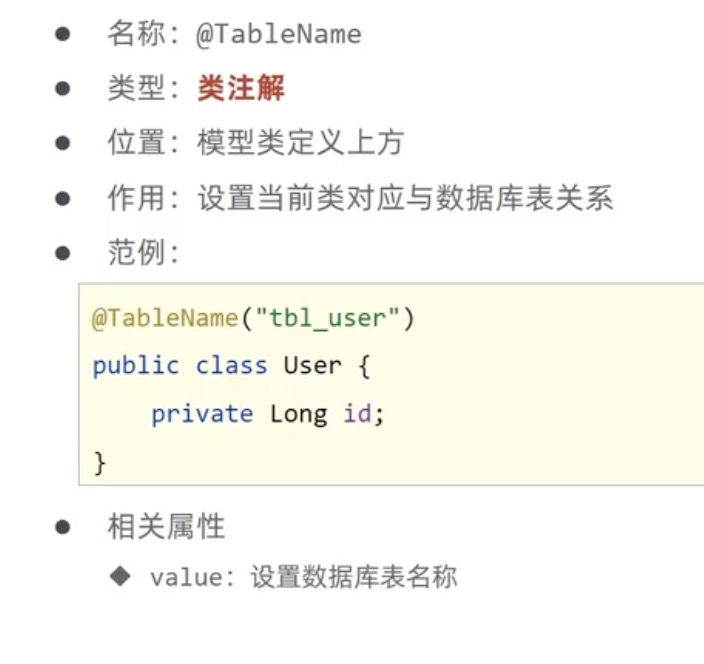 ● 名称：@TableName
● 类型：类注解
● 位置：模型类定义上方
● 作用：设置当前类对应与数据库表关系
● 范例：
@TableName("tbl_user")
public class User {
    private Long id;
}
● 相关属性
◆ value：设置数据库表名称